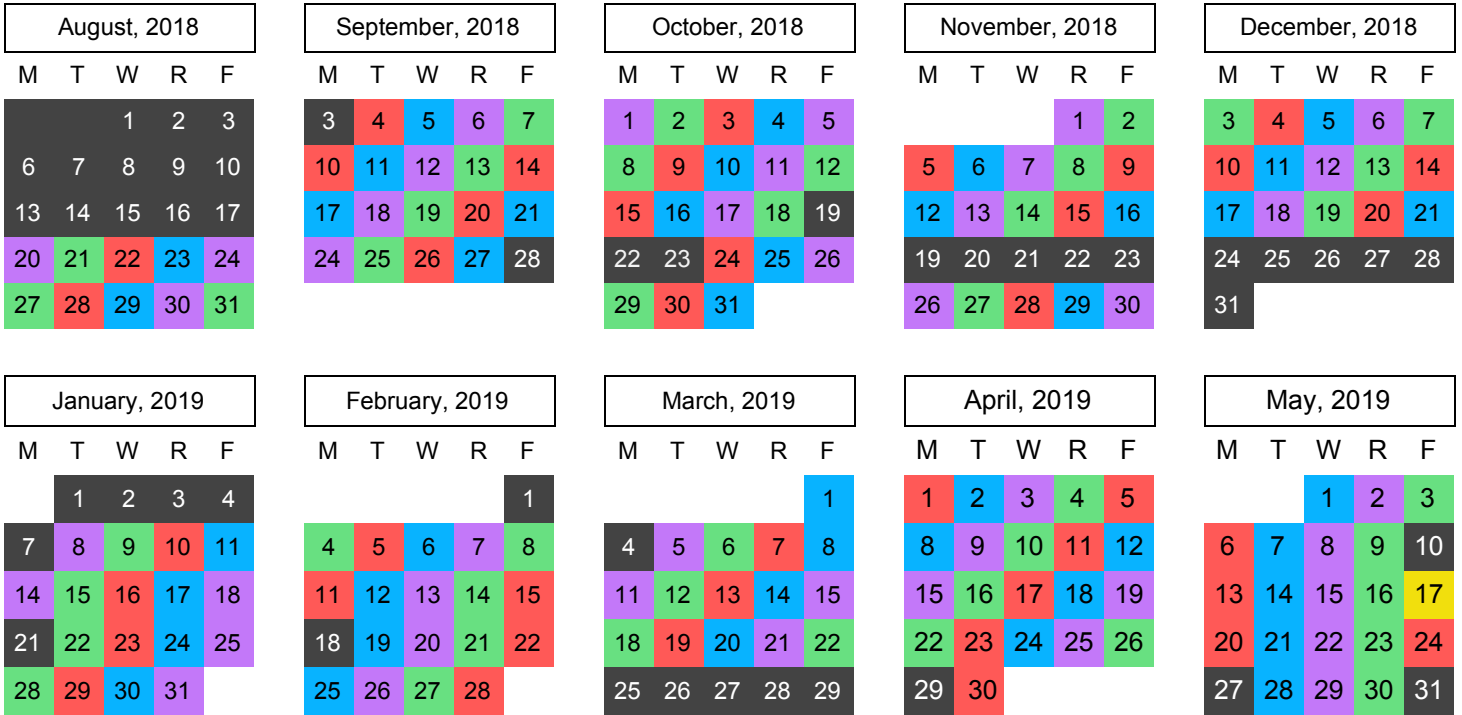 August, 2018
M T W R F
1 2 3
6 7 8 9 10
13 14 15 16 17
20 21 22 23 24
27 28 29 30 31
September, 2018
M T W R F
3 4 5 6 7
10 11 12 13 14
17 18 19 20 21
24 25 26 27 28
October, 2018
M T W R F
1 2 3 4 5
8 9 10 11 12
15 16 17 18 19
22 23 24 25 26
29 30 31
November, 2018
M T W R F
1 2
5 6 7 8 9
12 13 14 15 16
19 20 21 22 23
26 27 28 29 30
December, 2018
M T W R F
3 4 5 6 7
10 11 12 13 14
17 18 19 20 21
24 25 26 27 28
31
January, 2019
M T W R F
1 2 3 4
7 8 9 10 11
14 15 16 17 18
21 22 23 24 25
28 29 30 31
February, 2019
M T W R F
1
4 5 6 7 8
11 12 13 14 15
18 19 20 21 22
25 26 27 28
March, 2019
M T W R F
1
4 5 6 7 8
11 12 13 14 15
18 19 20 21 22
25 26 27 28 29
April, 2019
M T W R F
1 2 3 4 5
8 9 10 11 12
15 16 17 18 19
22 23 24 25 26
29 30
May, 2019
M T W R F
1 2 3
6 7 8 9 10
13 14 15 16 17
20 21 22 23 24
27 28 29 30 31